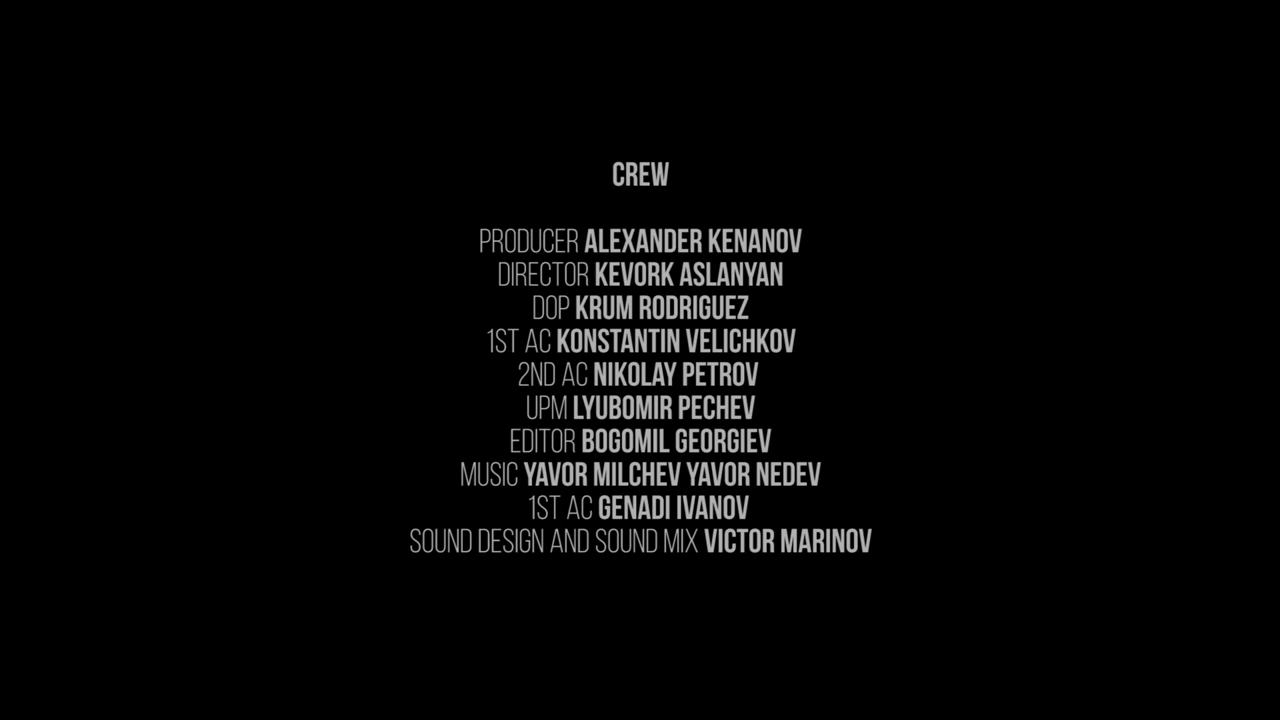 CREW
PRODUCER ALEXANDER KENANOV
DIRECTOR KEVORK ASLANYAN
DOP KRUM RODRIGUEZ
1ST AC KONSTANTIN VELICHKOV
2ND AC NIKOLAY PETROV
UPM LYUBOMIR PECHEV
EDITOR BOGOMIL GEORGIEV
MUSIC YAVOR MILCHEV YAVOR NEDEV
1ST AC GENADI IVANOV
SOUND DESIGN AND SOUND MIX VICTOR MARINOV